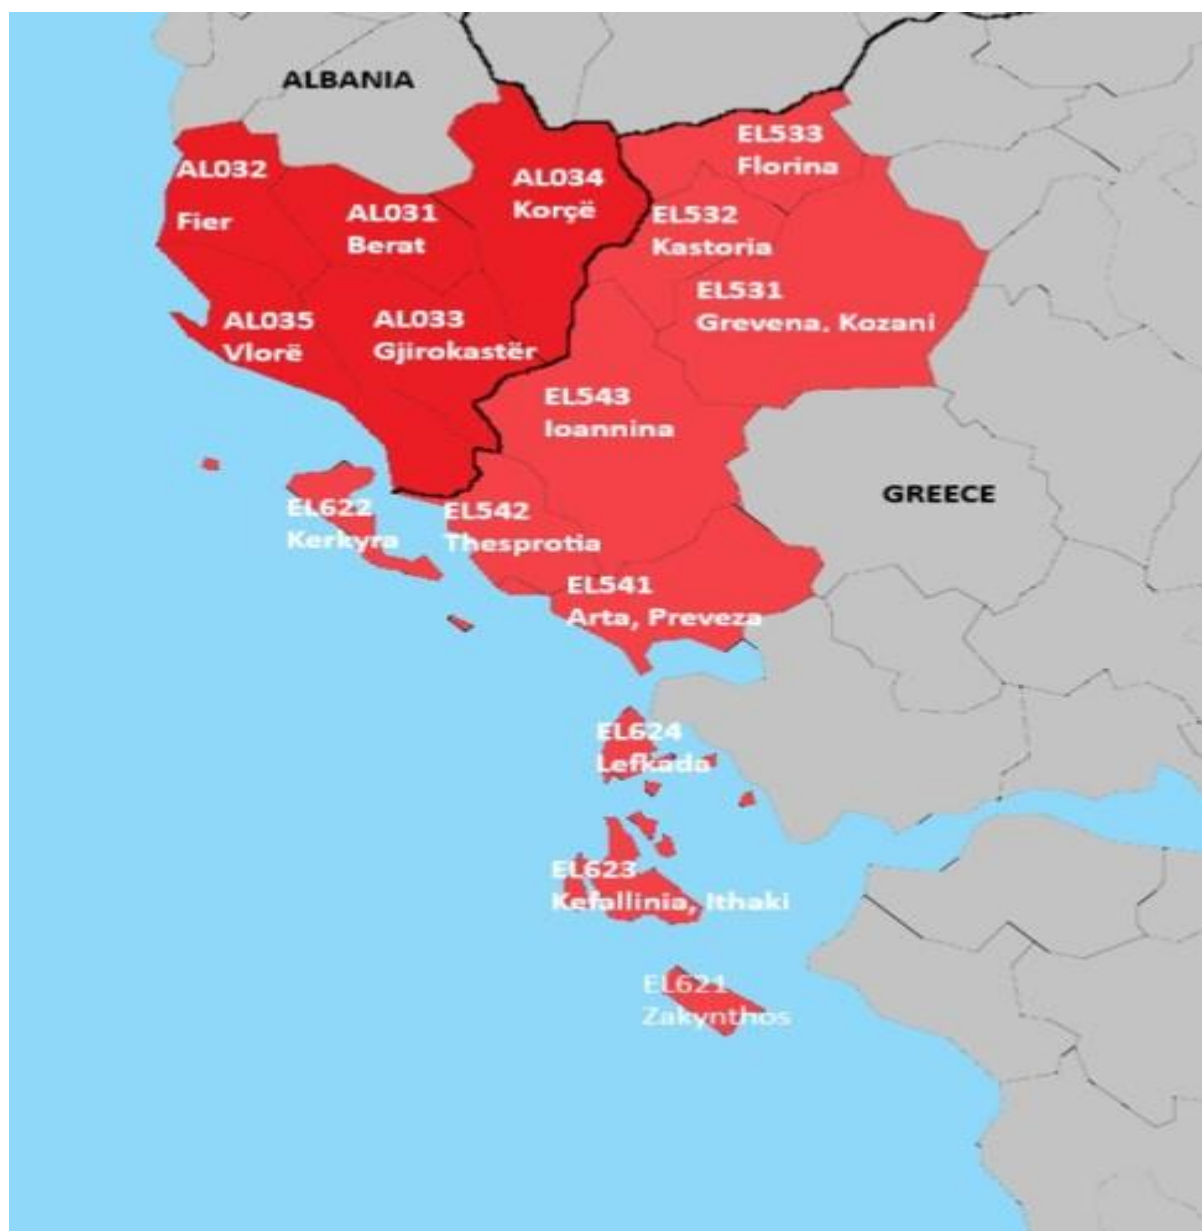 ALBANIA
AL032
Fier
AL031
Berat
AL034
Korçë
EL533
Florina
EL532
Kastoria
EL531
Grevena, Kozani
AL035
Vlorë
AL033
Gjirokastër
EL543
Ioannina
GREECE
EL622
Kerkyra
EL542
Thesprotia
EL541
Arta, Preveza
EL624
Lefkada
EL623
Kefallinia, Ithaki
EL621
Zakynthos